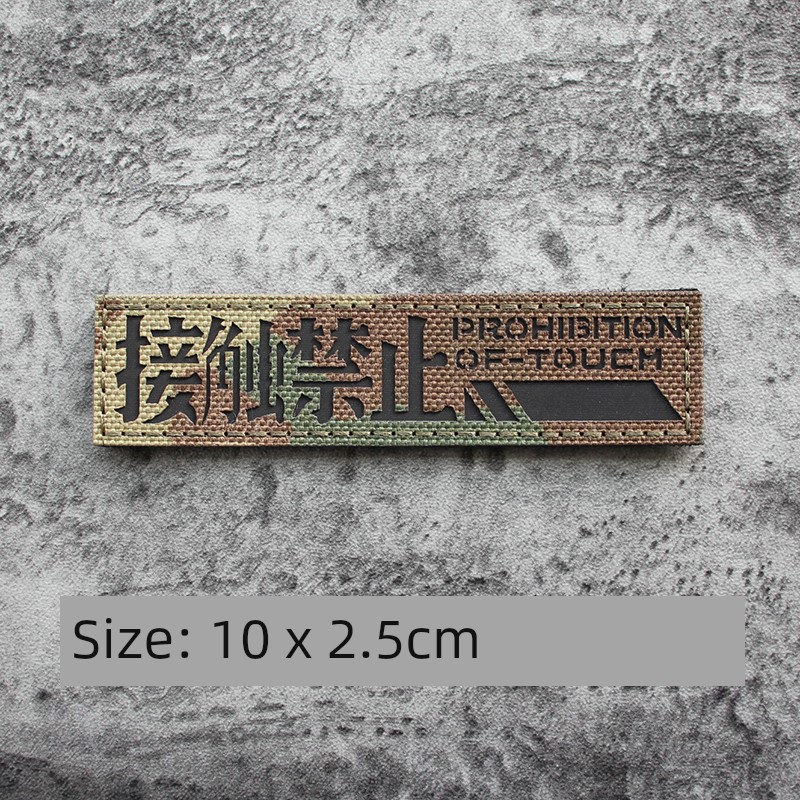 接触禁止
PROHIBITION
OF-TOUCH
Size: 10 x 2.5cm